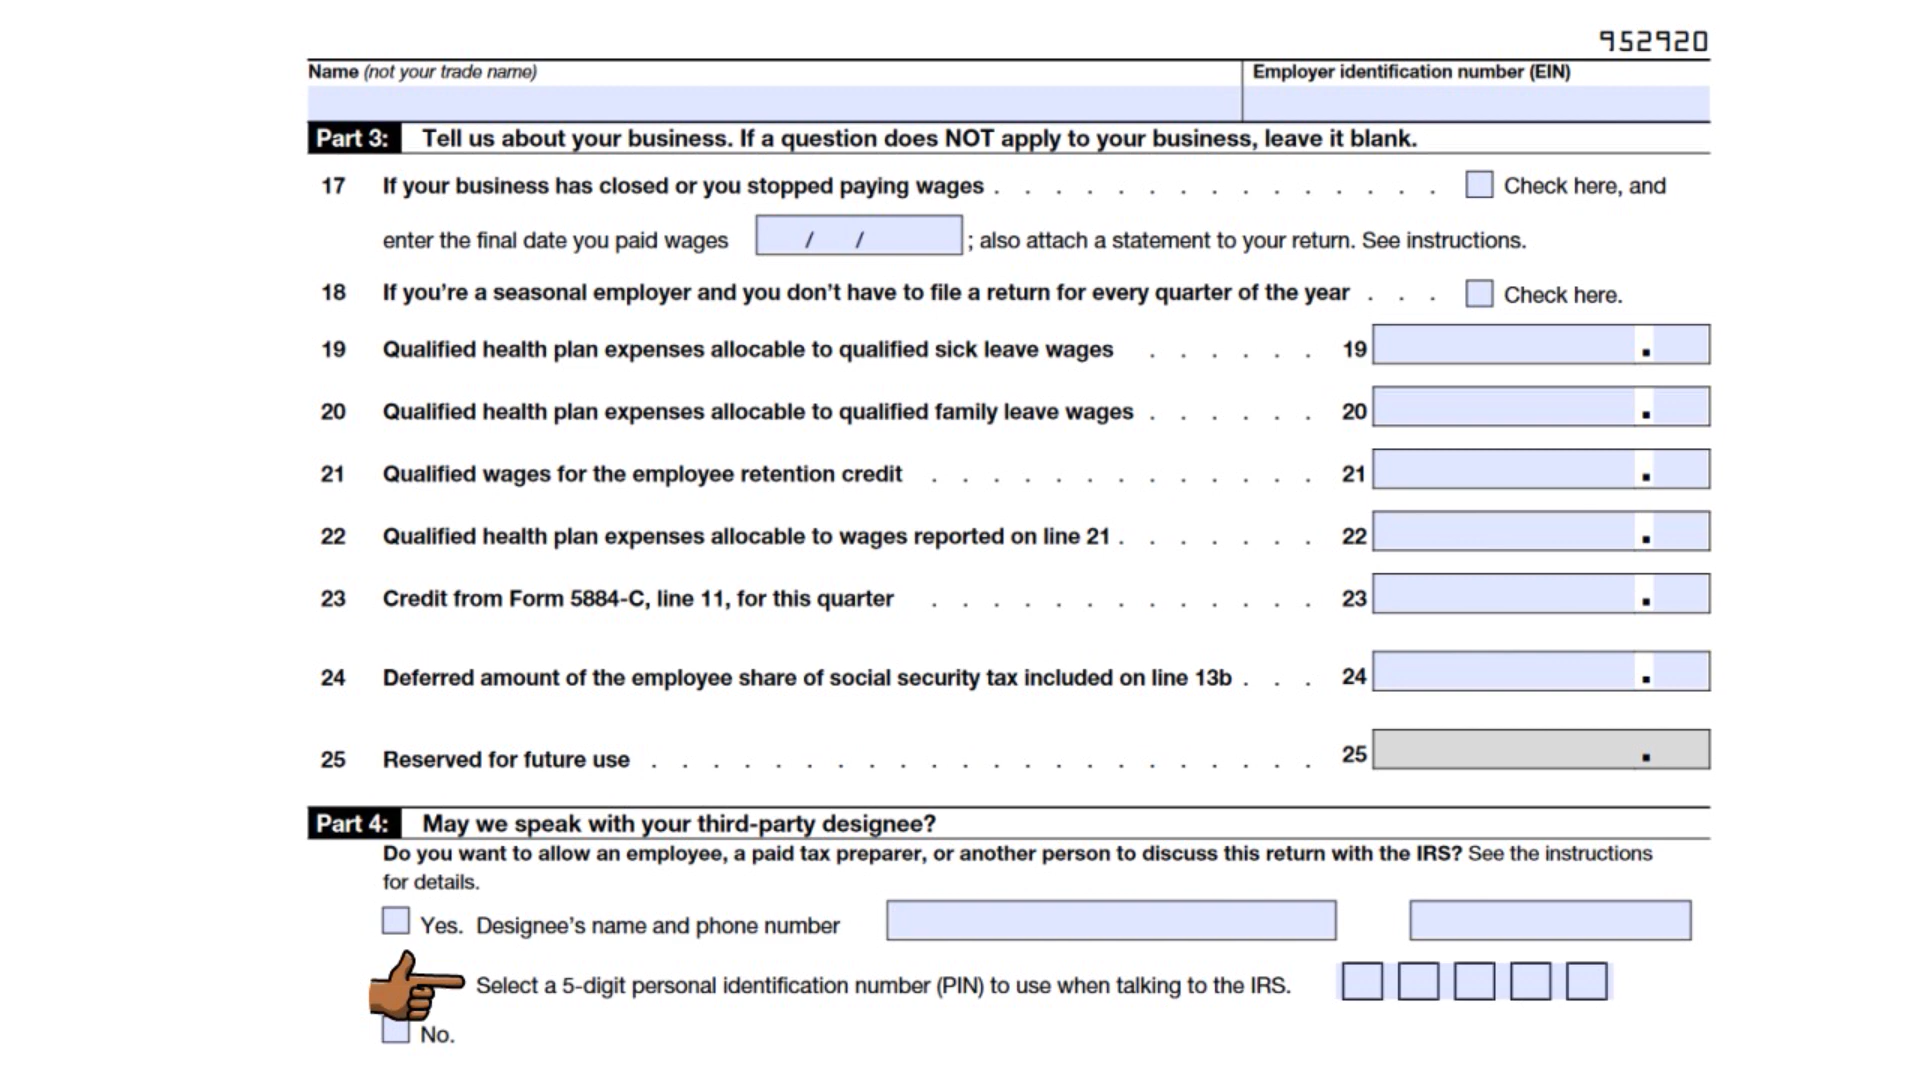 952920
Name (not your trade name) Employer identification number (EIN)
Part 3: Tell us about your business. If a question does NOT apply to your business, leave it blank.
17 If your business has closed or you stopped paying wages . . . . . . . . . . . . . . . Check here, and
enter the final date you paid wages / / ; also attach a statement to your return. See instructions.
18 If you’re a seasonal employer and you don’t have to file a return for every quarter of the year . . . Check here.
19 Qualified health plan expenses allocable to qualified sick leave wages . . . . . . 19 .
20 Qualified health plan expenses allocable to qualified family leave wages . . . . . . 20 .
21 Qualified wages for the employee retention credit . . . . . . . . . . . . . 21 .
22 Qualified health plan expenses allocable to wages reported on line 21 . . . . . . . 22 .
23 Credit from Form 5884-C, line 11, for this quarter . . . . . . . . . . . . . 23 .
24 Deferred amount of the employee share of social security tax included on line 13b . . . 24 .
25 Reserved for future use . . . . . . . . . . . . . . . . . . . . . . 25 .
Part 4: May we speak with your third-party designee?
Do you want to allow an employee, a paid tax preparer, or another person to discuss this return with the IRS? See the instructions
for details.
Yes. Designee’s name and phone number
Select a 5-digit personal identification number (PIN) to use when talking to the IRS.
No.